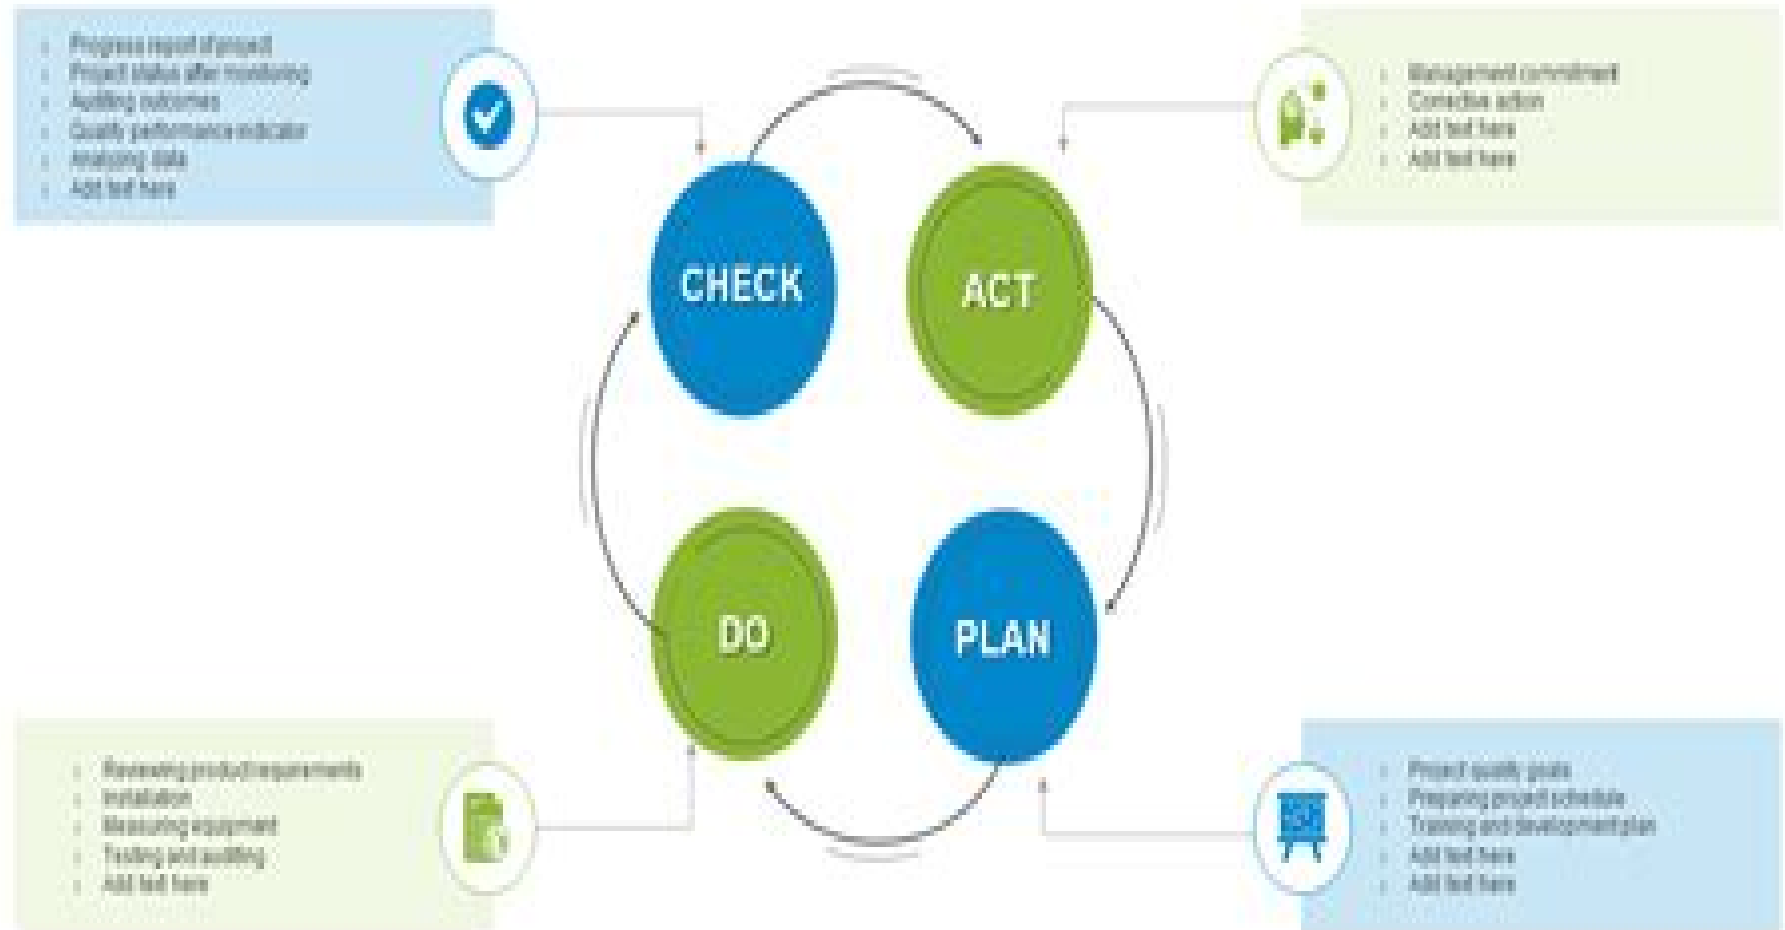 Progress report of project
Project status after monitoring
Auditing outcomes
Quality performance indicator
Analyzing data
Add text here
Management commitment
Corrective action
Add text here
Add text here
CHECK
ACT
DO
PLAN
Reviewing product requirements
Installation
Measuring equipment
Testing and auditing
Add text here
Project quality goals
Preparing project schedule
Training and development plan
Add text here
Add text here